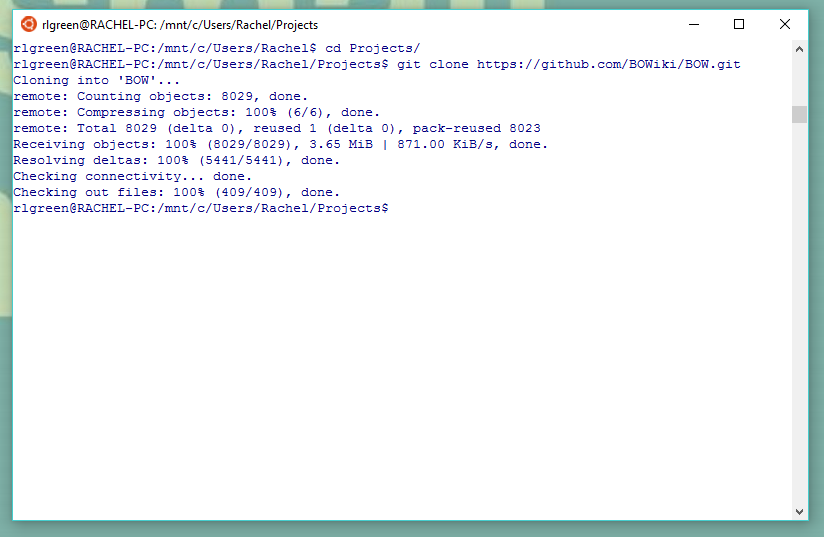 rlgreen@RACHEL-PC: /mnt/c/Users/Rachel/Projects
rlgreen@RACHEL-PC:/mnt/c/Users/Rachel$ cd Projects/
rlgreen@RACHEL-PC:/mnt/c/Users/Rachel/Projects$ git clone https://github.com/BOWiki/BOW.git
Cloning into 'BOW'...
remote: Counting objects: 8029, done.
remote: Compressing objects: 100% (6/6), done.
remote: Total 8029 (delta 0), reused 1 (delta 0), pack-reused 8023
Receiving objects: 100% (8029/8029), 3.65 MiB | 871.00 KiB/s, done.
Resolving deltas: 100% (5441/5441), done.
Checking connectivity... done.
Checking out files: 100% (409/409), done.
rlgreen@RACHEL-PC:/mnt/c/Users/Rachel/Projects$